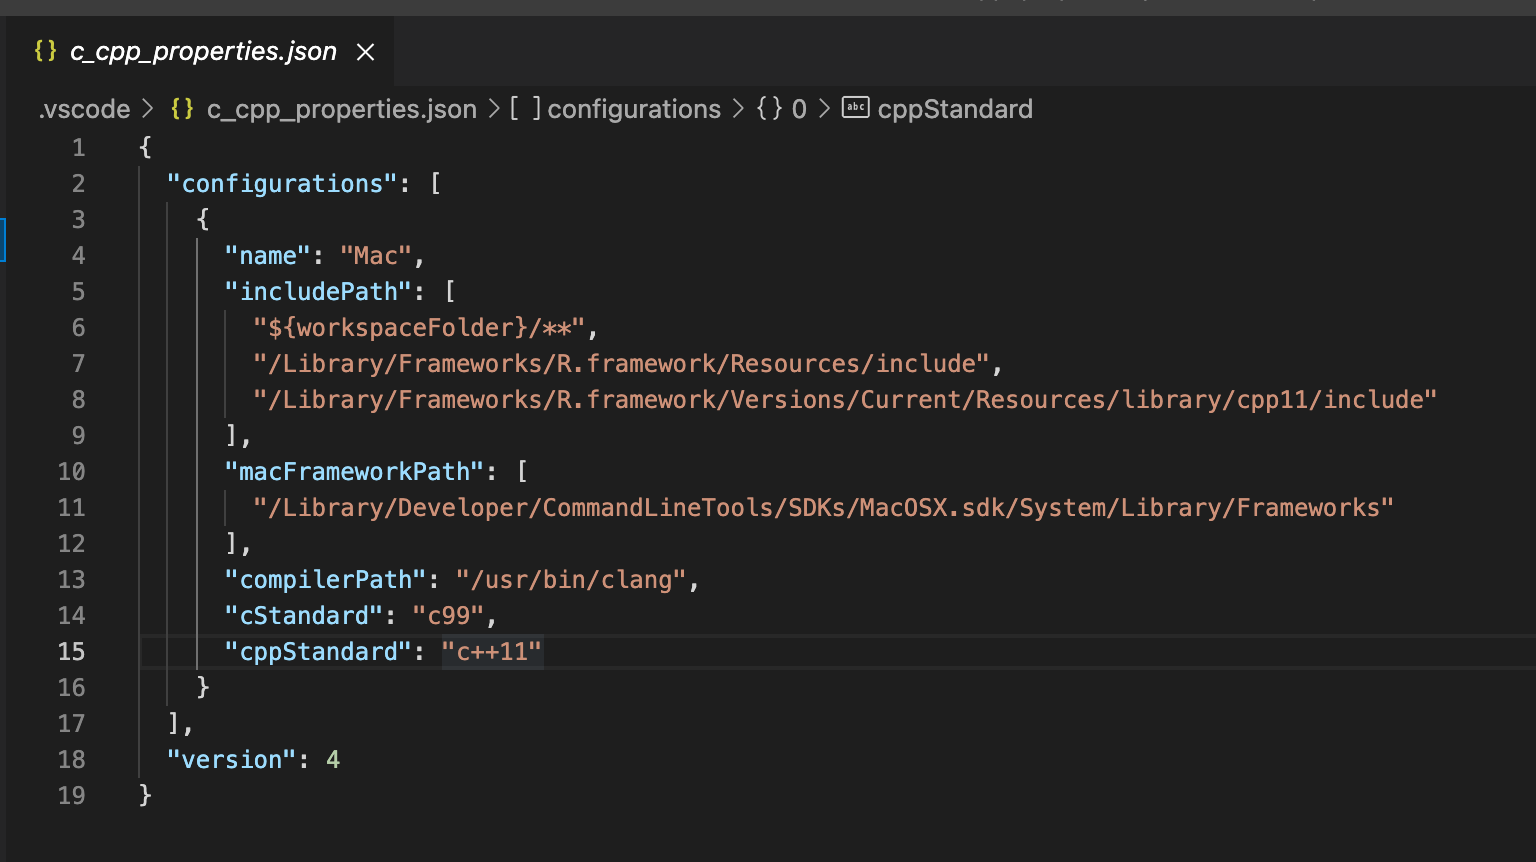 {} c_cpp_properties.json ×
.vscode > {} c_cpp_properties.json > [ ] configurations > {} 0 > abc cppStandard
1 {
2   "configurations": [
3     {
4       "name": "Mac",
5       "includePath": [
6         "${workspaceFolder}/**",
7         "/Library/Frameworks/R.framework/Resources/include",
8         "/Library/Frameworks/R.framework/Versions/Current/Resources/library/cpp11/include"
9       ],
10       "macFrameworkPath": [
11         "/Library/Developer/CommandLineTools/SDKs/MacOSX.sdk/System/Library/Frameworks"
12       ],
13       "compilerPath": "/usr/bin/clang",
14       "cStandard": "c99",
15       "cppStandard": "c++11"
16     }
17   ],
18   "version": 4
19 }